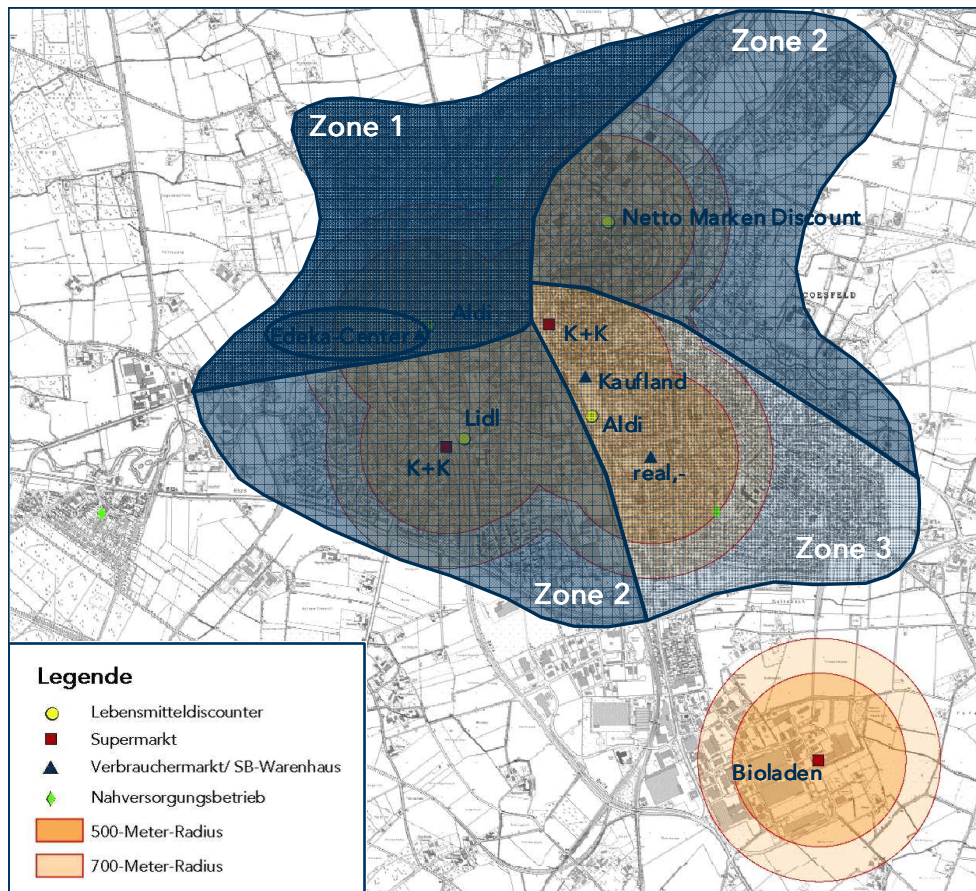 Zone 2
Zone 1
Netto Marken Discount
COESFELD
Aldi
Edeka-Center
K+K
Kaufland
Lidl
Aldi
K+K
real,-
Zone 3
Zone 2
Bioladen
Legende
Lebensmitteldiscounter
Supermarkt
Verbrauchermarkt/ SB-Warenhaus
Nahversorgungsbetrieb
500-Meter-Radius
700-Meter-Radius